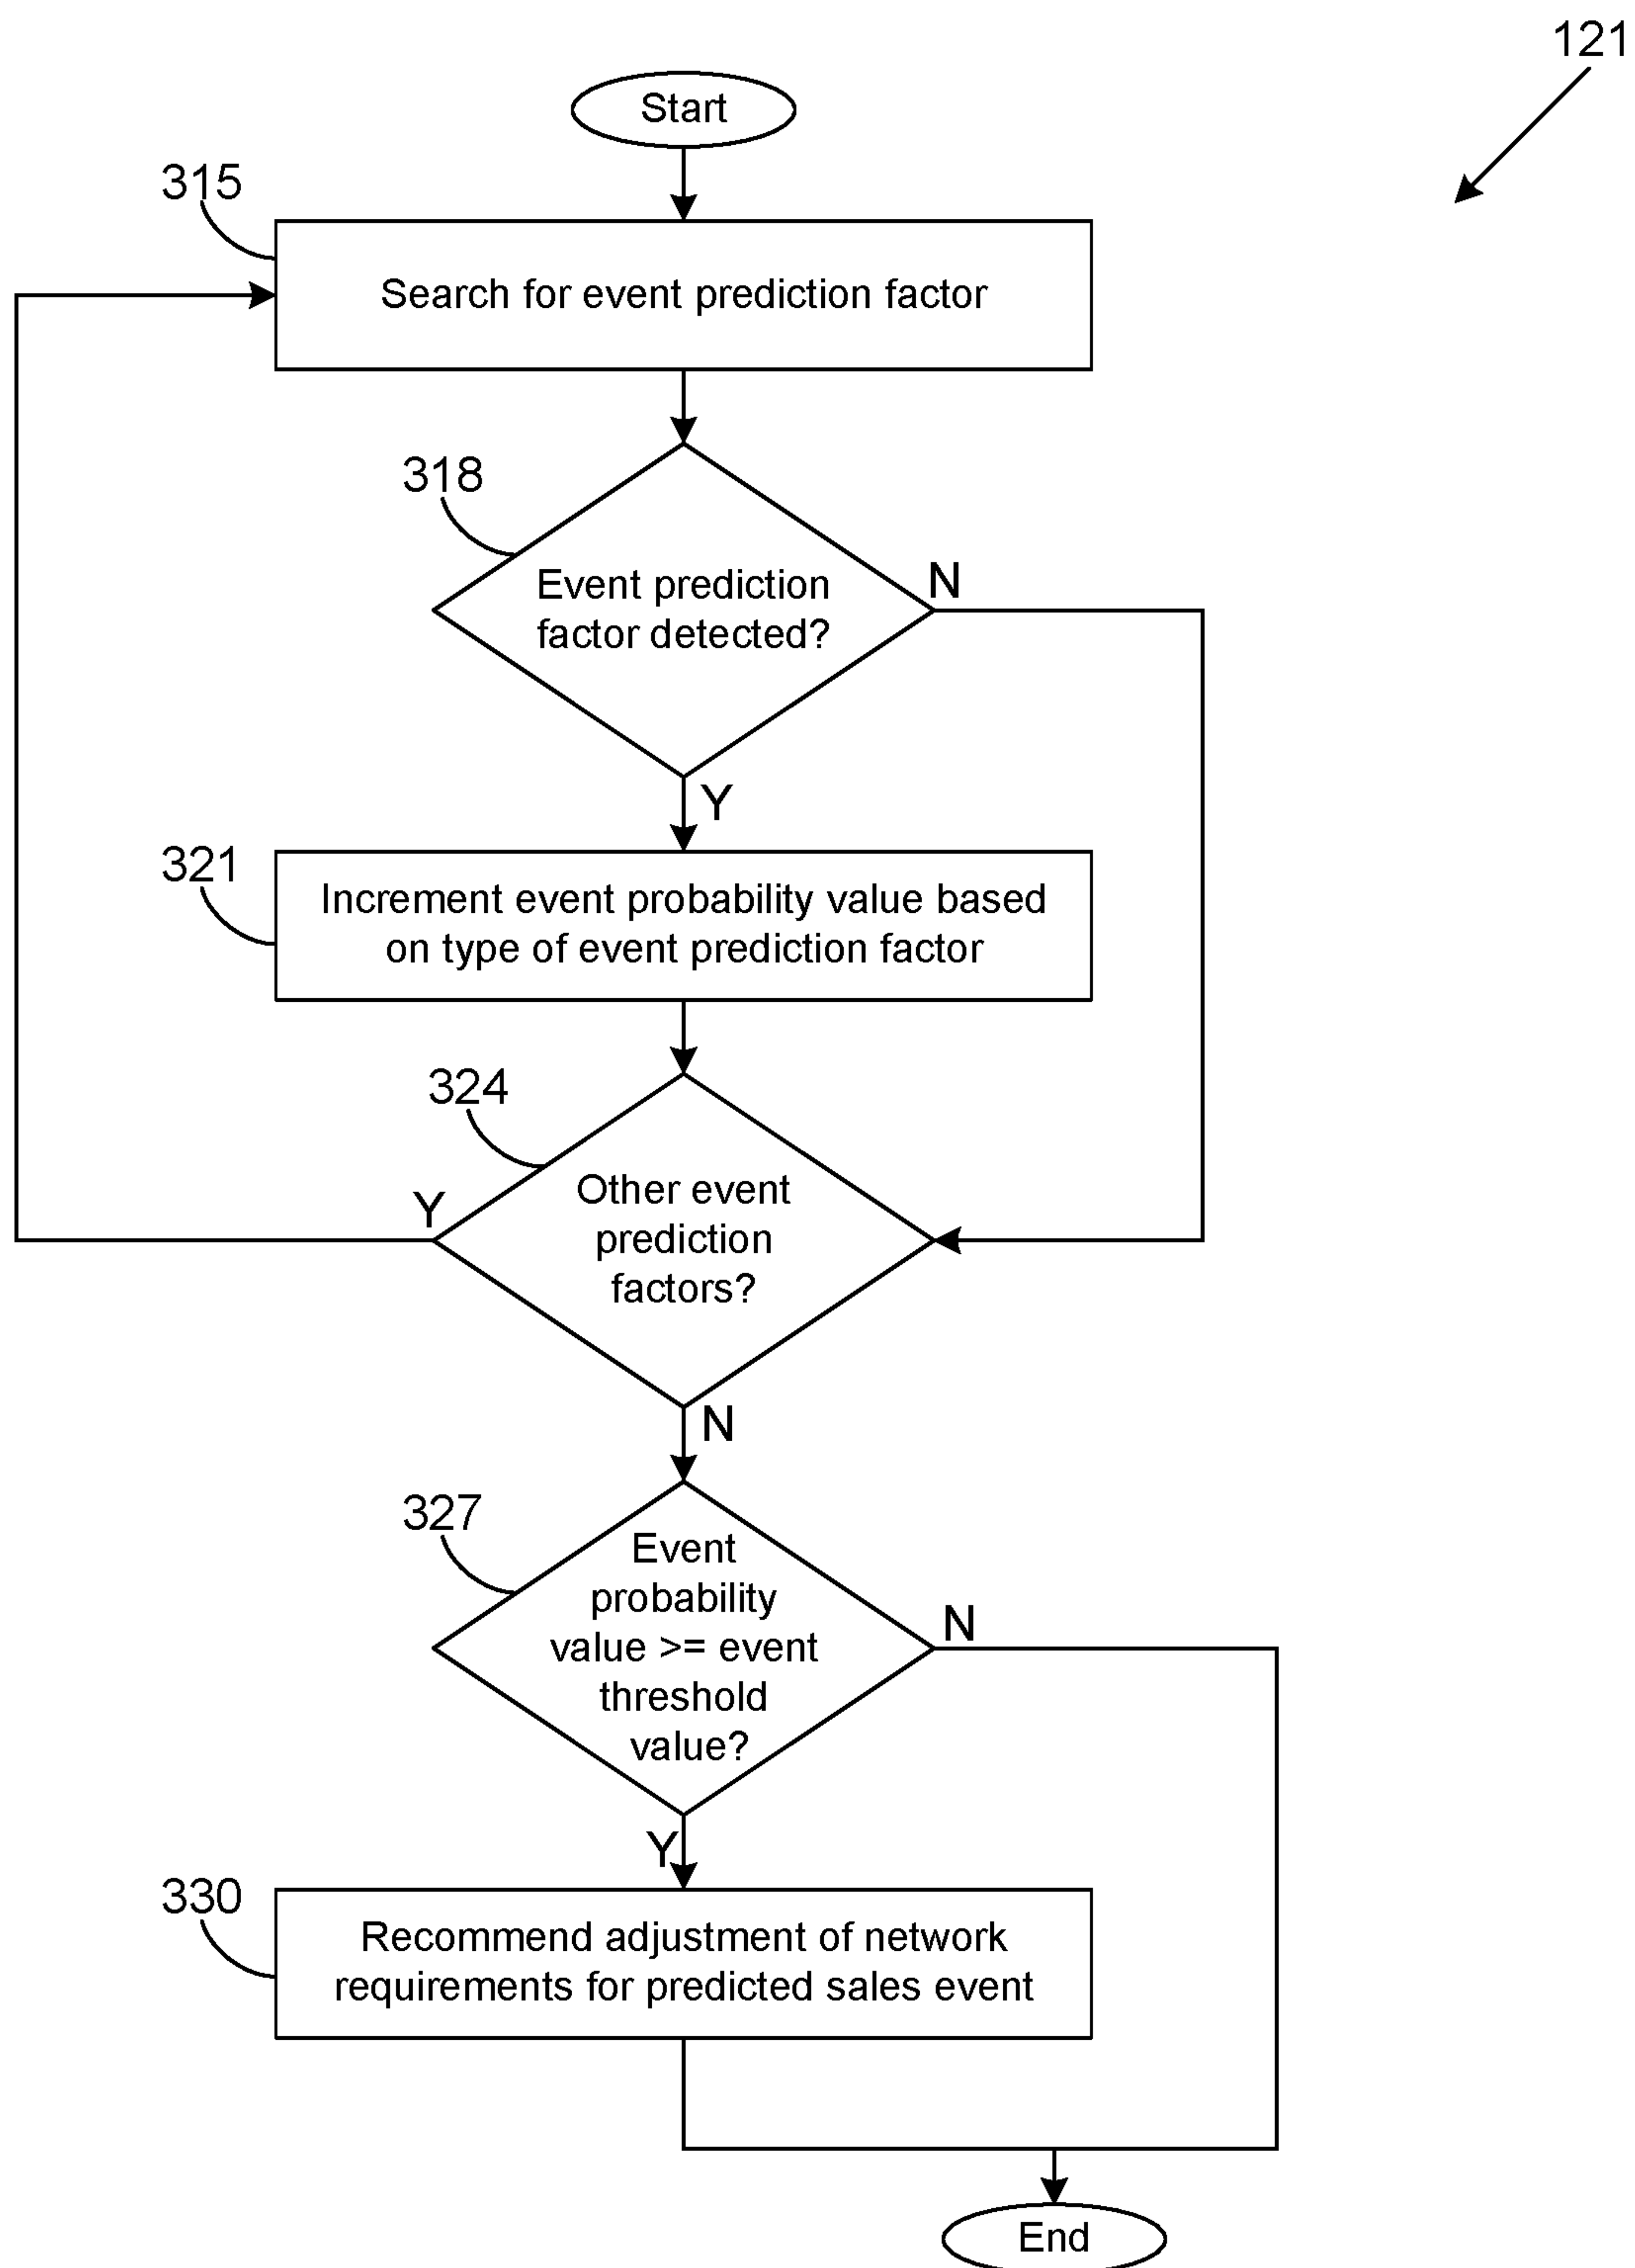 121
Start
315
Search for event prediction factor
318
Event prediction
factor detected?
N
Y
321
Increment event probability value based
on type of event prediction factor
324
Other event
prediction
factors?
Y
N
327
Event
probability
value >= event
threshold
value?
N
Y
330
Recommend adjustment of network
requirements for predicted sales event
End